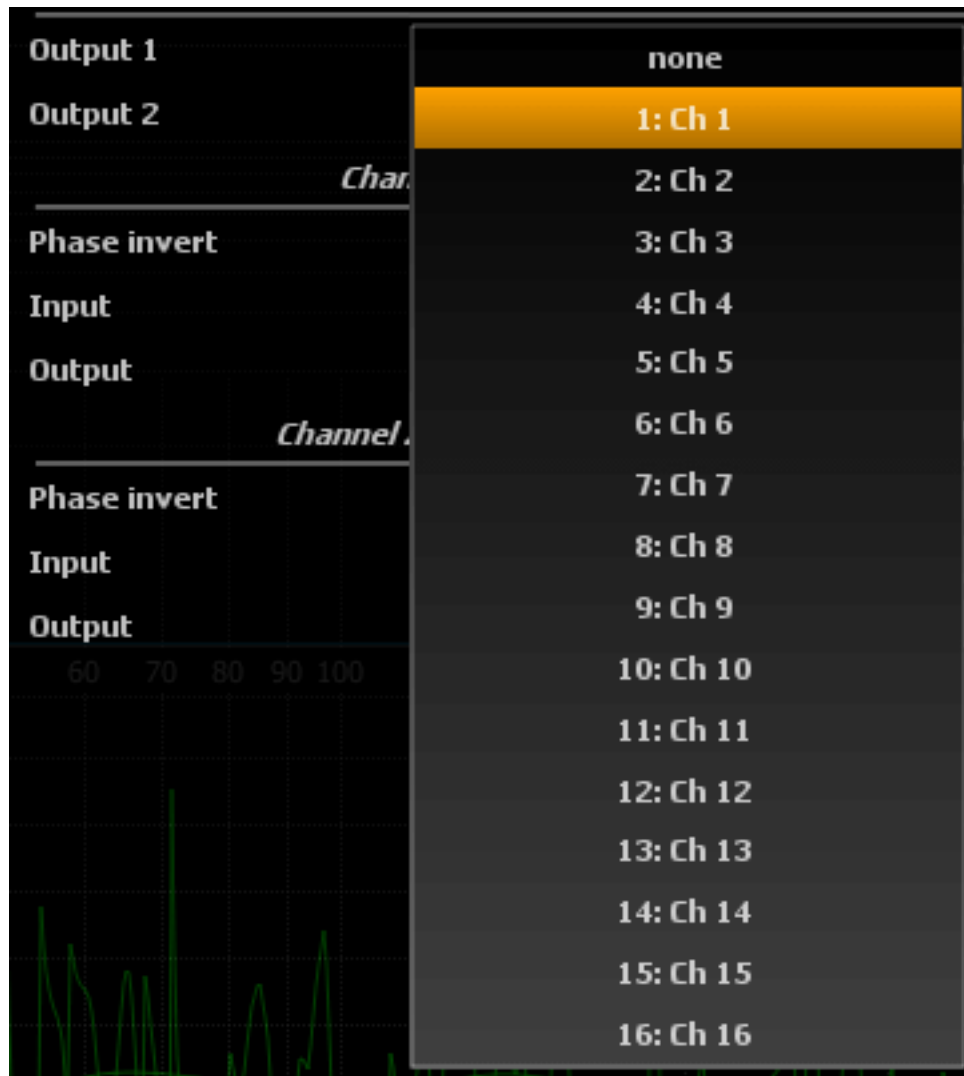 Output 1
Output 2
Chan
Phase invert
Input
Output
Channel
Phase invert
Input
Output
60 70 80 90 100
none
1: Ch 1
2: Ch 2
3: Ch 3
4: Ch 4
5: Ch 5
6: Ch 6
7: Ch 7
8: Ch 8
9: Ch 9
10: Ch 10
11: Ch 11
12: Ch 12
13: Ch 13
14: Ch 14
15: Ch 15
16: Ch 16